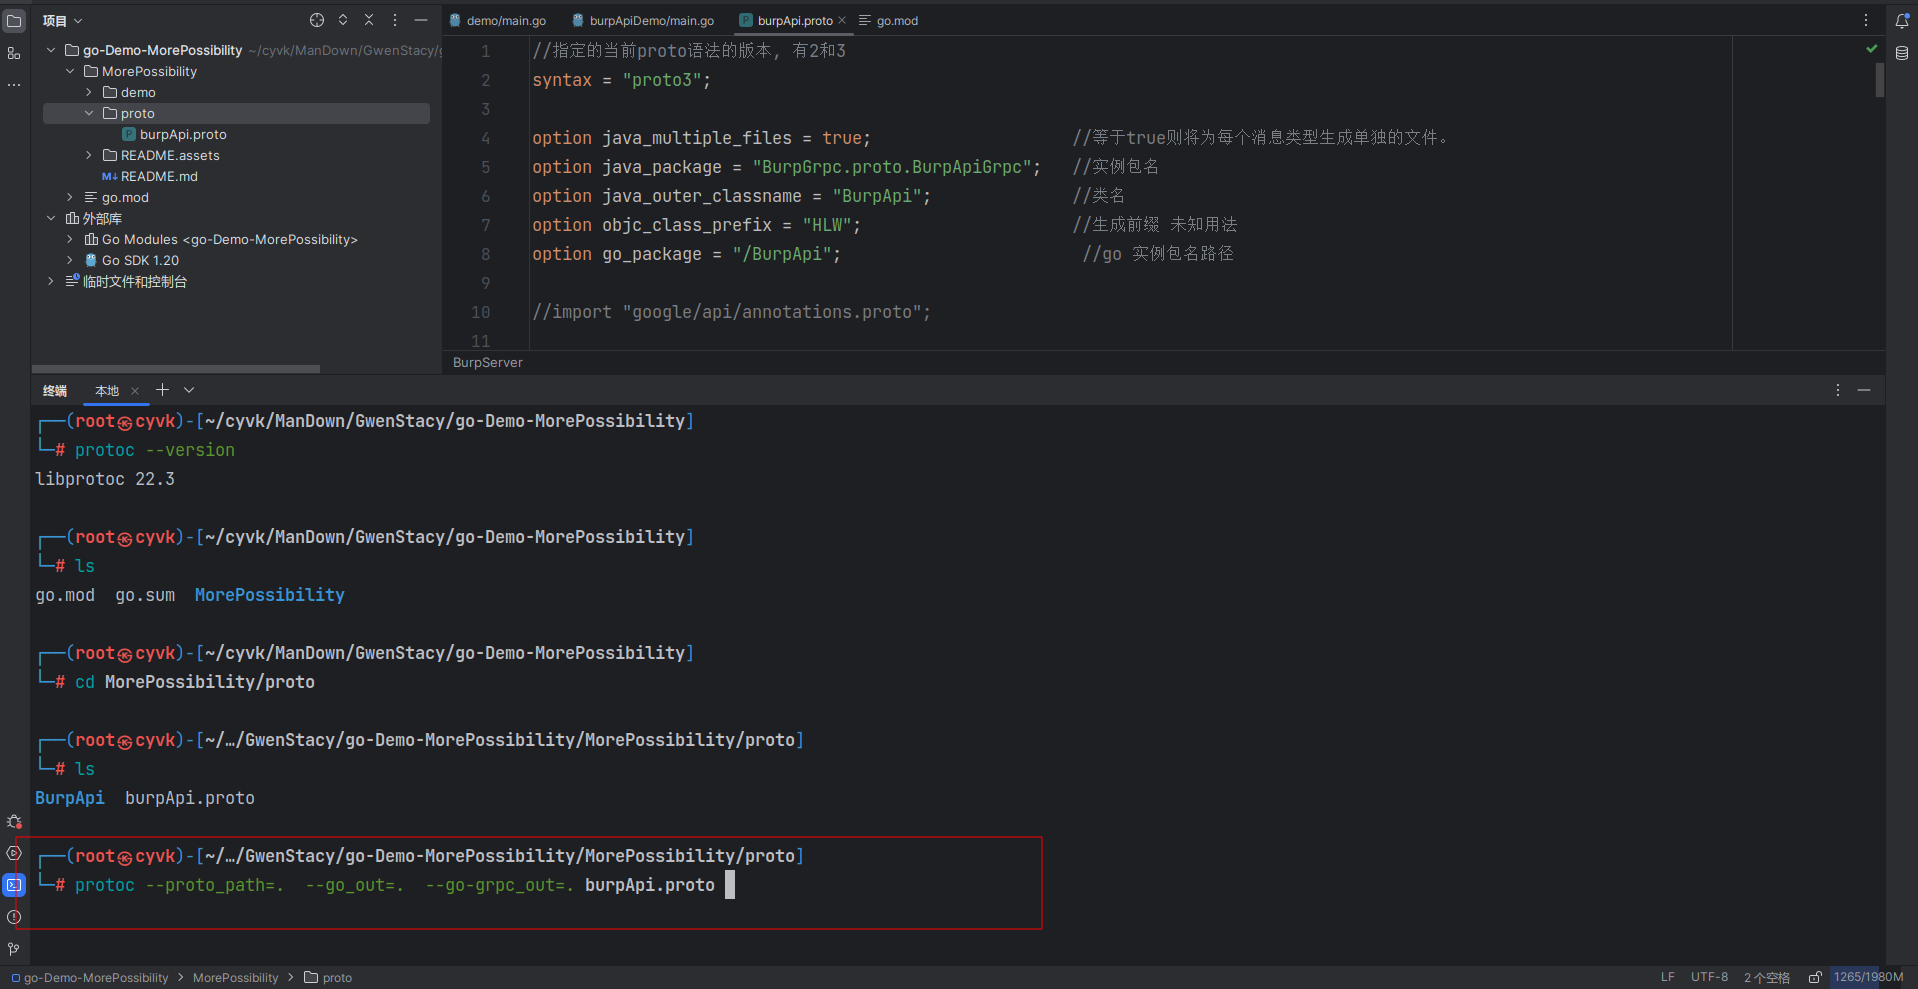 项目
go-Demo-MorePossibility ~/cyvk/ManDown/GwenStacy/g
MorePossibility
demo
proto
burpApi.proto
README.assets
README.md
go.mod
外部库
Go Modules <go-Demo-MorePossibility>
Go SDK 1.20
临时文件和控制台
demo/main.go burpApiDemo/main.go burpApi.proto go.mod
1 //指定的当前proto语法的版本, 有2和3
2 syntax = "proto3";
3
4 option java_multiple_files = true; //等于true则将为每个消息类型生成单独的文件。
5 option java_package = "BurpGrpc.proto.BurpApiGrpc"; //实例包名
6 option java_outer_classname = "BurpApi"; //类名
7 option objc_class_prefix = "HLW"; //生成前缀 未知用法
8 option go_package = "/BurpApi"; //go 实例包名路径
9
10 //import "google/api/annotations.proto";
11
BurpServer
终端 本地
┌──(root㉿cyvk)-[~/cyvk/ManDown/GwenStacy/go-Demo-MorePossibility]
└─# protoc --version
libprotoc 22.3
┌──(root㉿cyvk)-[~/cyvk/ManDown/GwenStacy/go-Demo-MorePossibility]
└─# ls
go.mod go.sum MorePossibility
┌──(root㉿cyvk)-[~/cyvk/ManDown/GwenStacy/go-Demo-MorePossibility]
└─# cd MorePossibility/proto
┌──(root㉿cyvk)-[~/…/GwenStacy/go-Demo-MorePossibility/MorePossibility/proto]
└─# ls
BurpApi burpApi.proto
┌──(root㉿cyvk)-[~/…/GwenStacy/go-Demo-MorePossibility/MorePossibility/proto]
└─# protoc --proto_path=. --go_out=. --go-grpc_out=. burpApi.proto
go-Demo-MorePossibility > MorePossibility > proto
LF UTF-8 2 个空格 1265/1980M